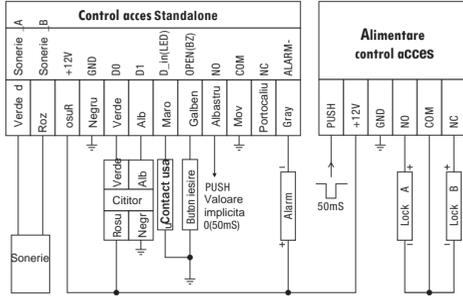 Control acces Standalone
Alimentare
control acces
Sonerie_A
Sonerie_B
+12V
GND
D0
D1
D_in(LED)
OPEN(BZ)
NO
COM
NC
ALARM-
Verde d
Roz
osuR
Negru
Verde
Alb
Maro
Galben
Albastru
Mov
Portocaliu
Gray
PUSH
+12V
GND
NO
COM
NC
Verde
Alb
Cititor
Rosu
Negr
Contact usa
u
Buton iesire
PUSH
Valoare
implicita
0(50mS)
−
Alarm
+
50mS
+
Lock A
−
+
Lock B
−
Sonerie